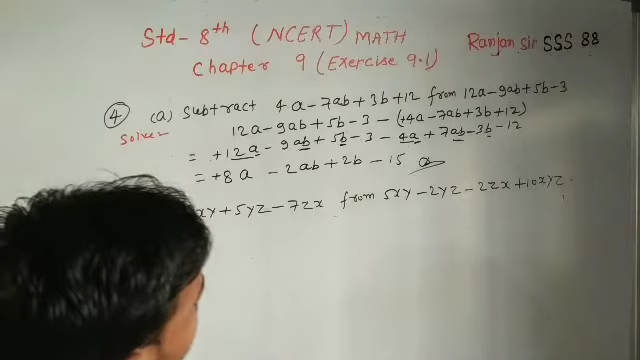 Std- 8th ( NCERT) MATH
Chapter 9 ( Exercise 9.1)
Ranjan sir SSS 88
④ (a) Subtract 4a-7ab+3b+12 from 12a-9ab+5b-3
Solve-
12a-9ab+5b-3-(+4a-7ab+3b+12)
= +12a-9ab+5b-3-4a+7ab-3b-12
= +8a -2ab+2b-15
xy+5yz-7zx from 5xy-2yz-2zx+10xyz.